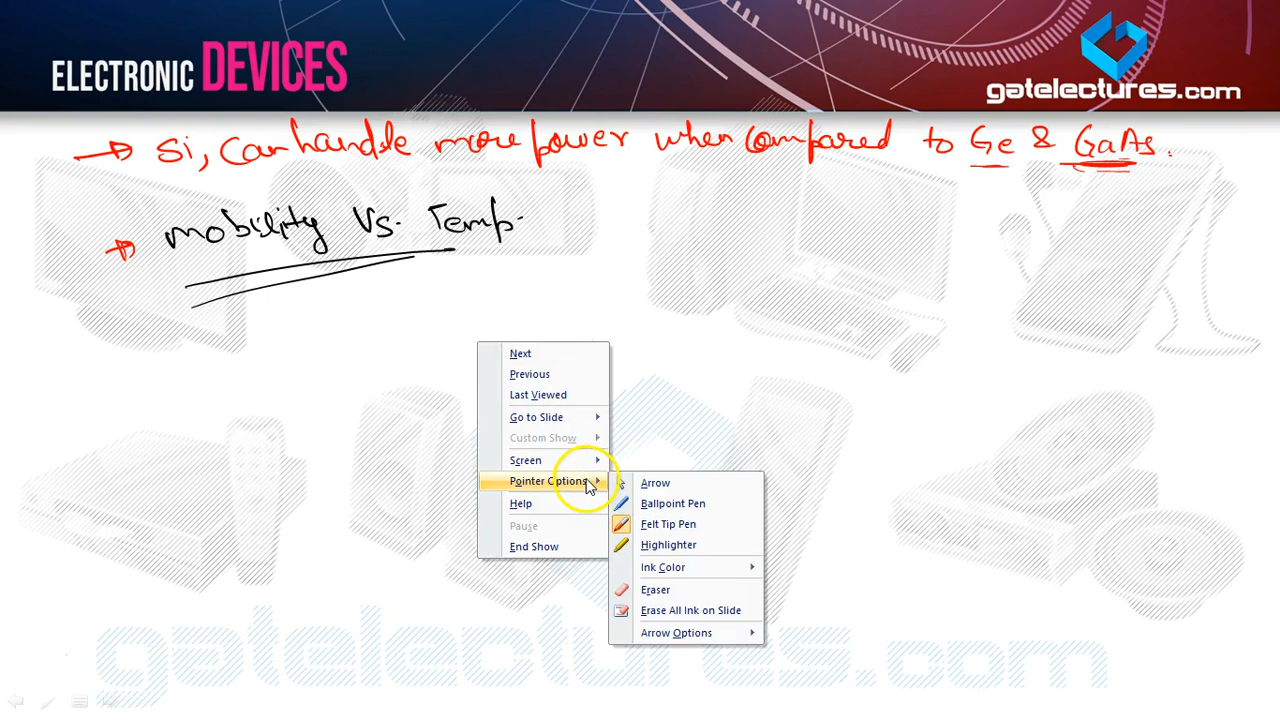 ELECTRONIC DEVICES
gatelectures.com
→ Si, can handle more power when compared to Ge & GaAs.
→ mobility Vs. Temp.
Next
Previous
Last Viewed
Go to Slide
Custom Show
Screen
Pointer Options
Help
Pause
End Show
Arrow
Ballpoint Pen
Felt Tip Pen
Highlighter
Ink Color
Eraser
Erase All Ink on Slide
Arrow Options
gatelectures.com